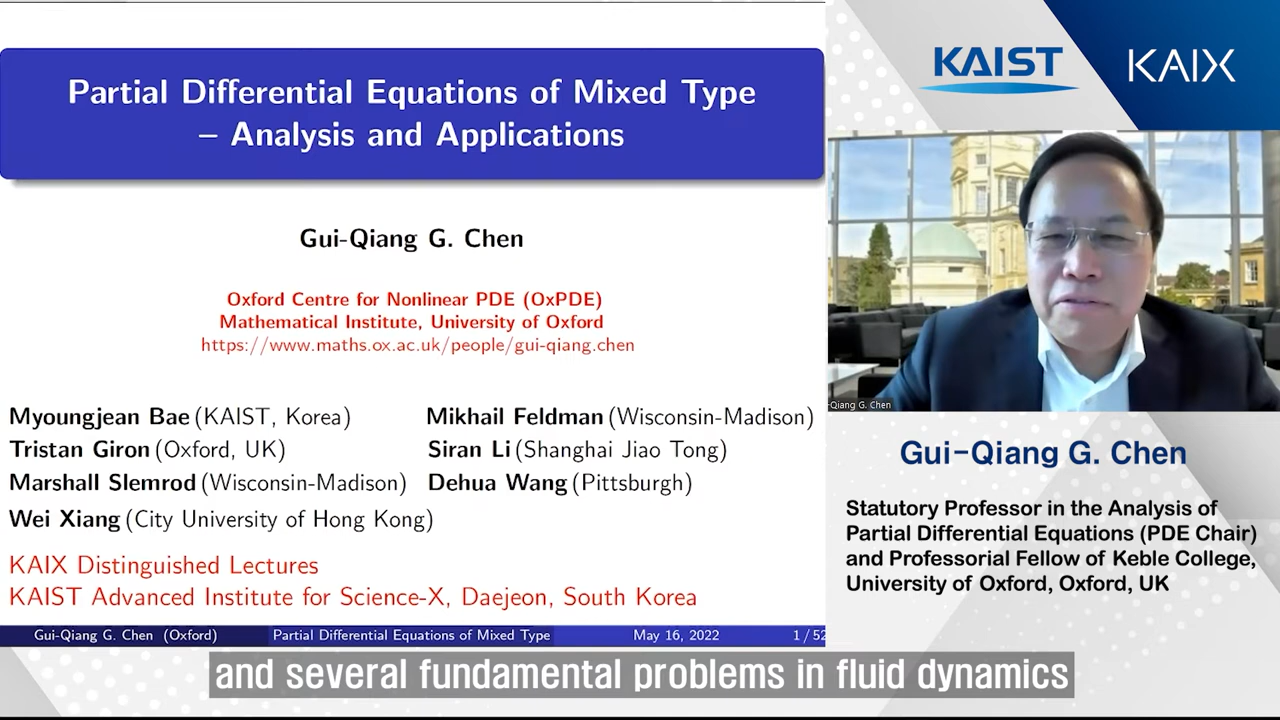 Partial Differential Equations of Mixed Type
– Analysis and Applications
Gui-Qiang G. Chen
Oxford Centre for Nonlinear PDE (OxPDE)
Mathematical Institute, University of Oxford
https://www.maths.ox.ac.uk/people/gui-qiang.chen
Myoungjean Bae (KAIST, Korea) Mikhail Feldman (Wisconsin-Madison)
Tristan Giron (Oxford, UK) Siran Li (Shanghai Jiao Tong)
Marshall Slemrod (Wisconsin-Madison) Dehua Wang (Pittsburgh)
Wei Xiang (City University of Hong Kong)
KAIX Distinguished Lectures
KAIST Advanced Institute for Science-X, Daejeon, South Korea
Gui-Qiang G. Chen (Oxford) Partial Differential Equations of Mixed Type May 16, 2022 1 / 52
KAIST KAIX
-Qiang G. Chen
Gui-Qiang G. Chen
Statutory Professor in the Analysis of
Partial Differential Equations (PDE Chair)
and Professorial Fellow of Keble College,
University of Oxford, Oxford, UK
and several fundamental problems in fluid dynamics